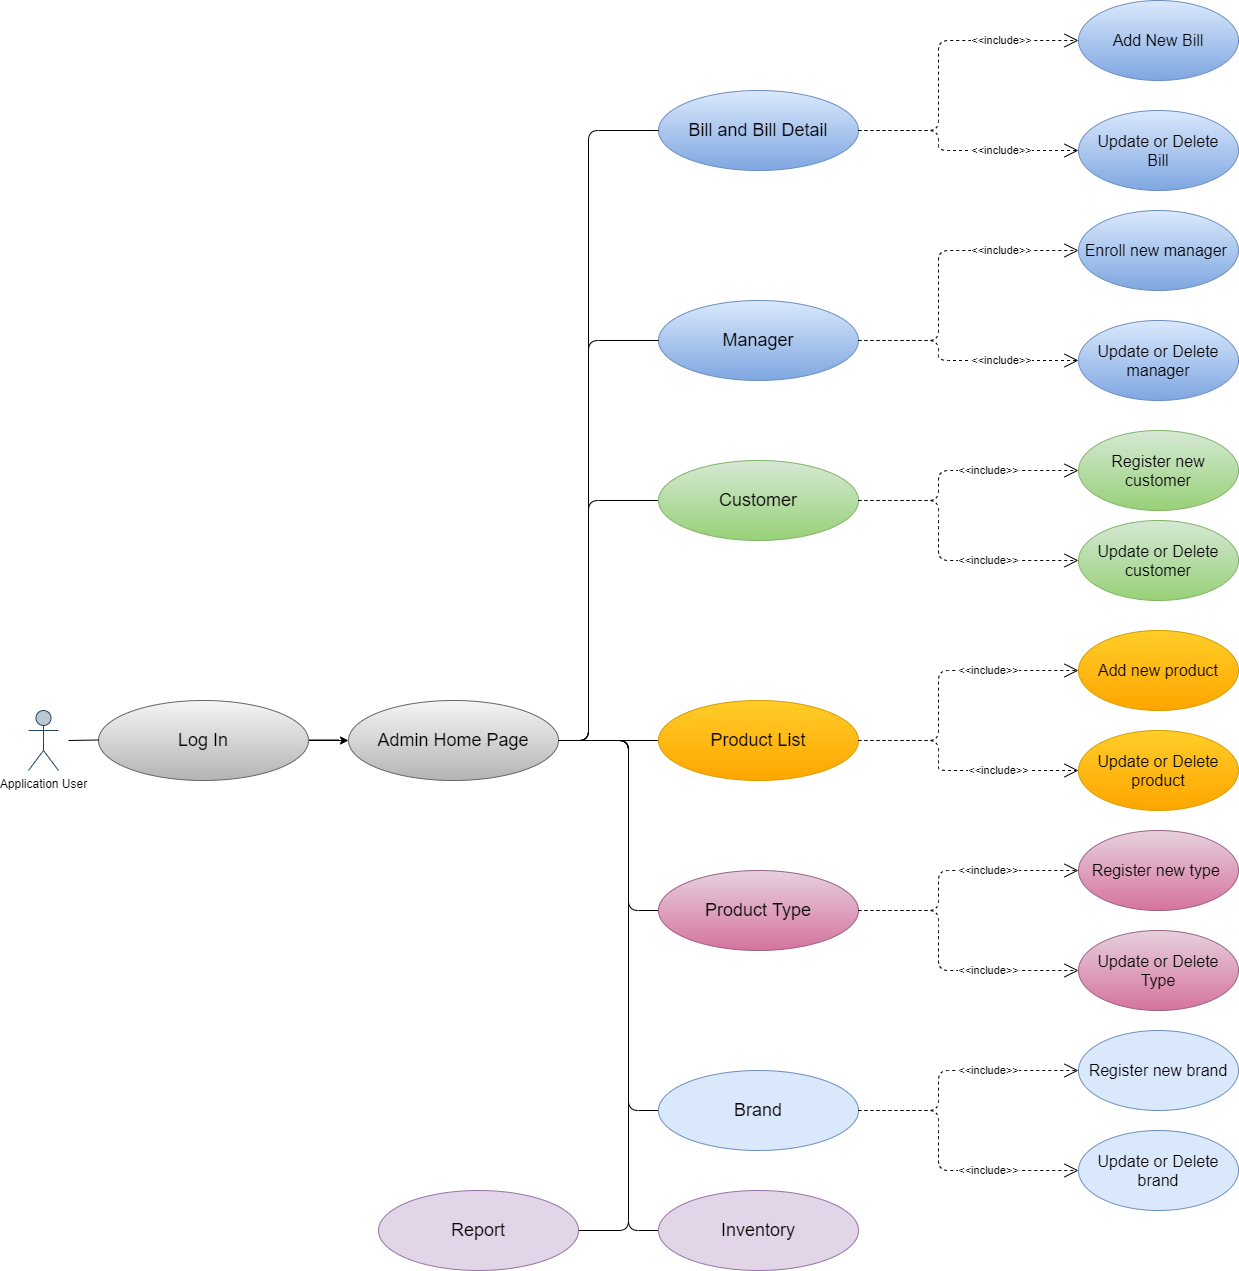 <<include>>
Add New Bill
Bill and Bill Detail
<<include>>
Update or Delete
Bill
<<include>>
Enroll new manager
Manager
<<include>>
Update or Delete
manager
<<include>>
Register new
customer
Customer
<<include>>
Update or Delete
customer
<<include>>
Add new product
Application User
Log In
Admin Home Page
Product List
<<include>>
Update or Delete
product
<<include>>
Register new type
Product Type
<<include>>
Update or Delete
Type
<<include>>
Register new brand
Brand
<<include>>
Update or Delete
brand
Report
Inventory